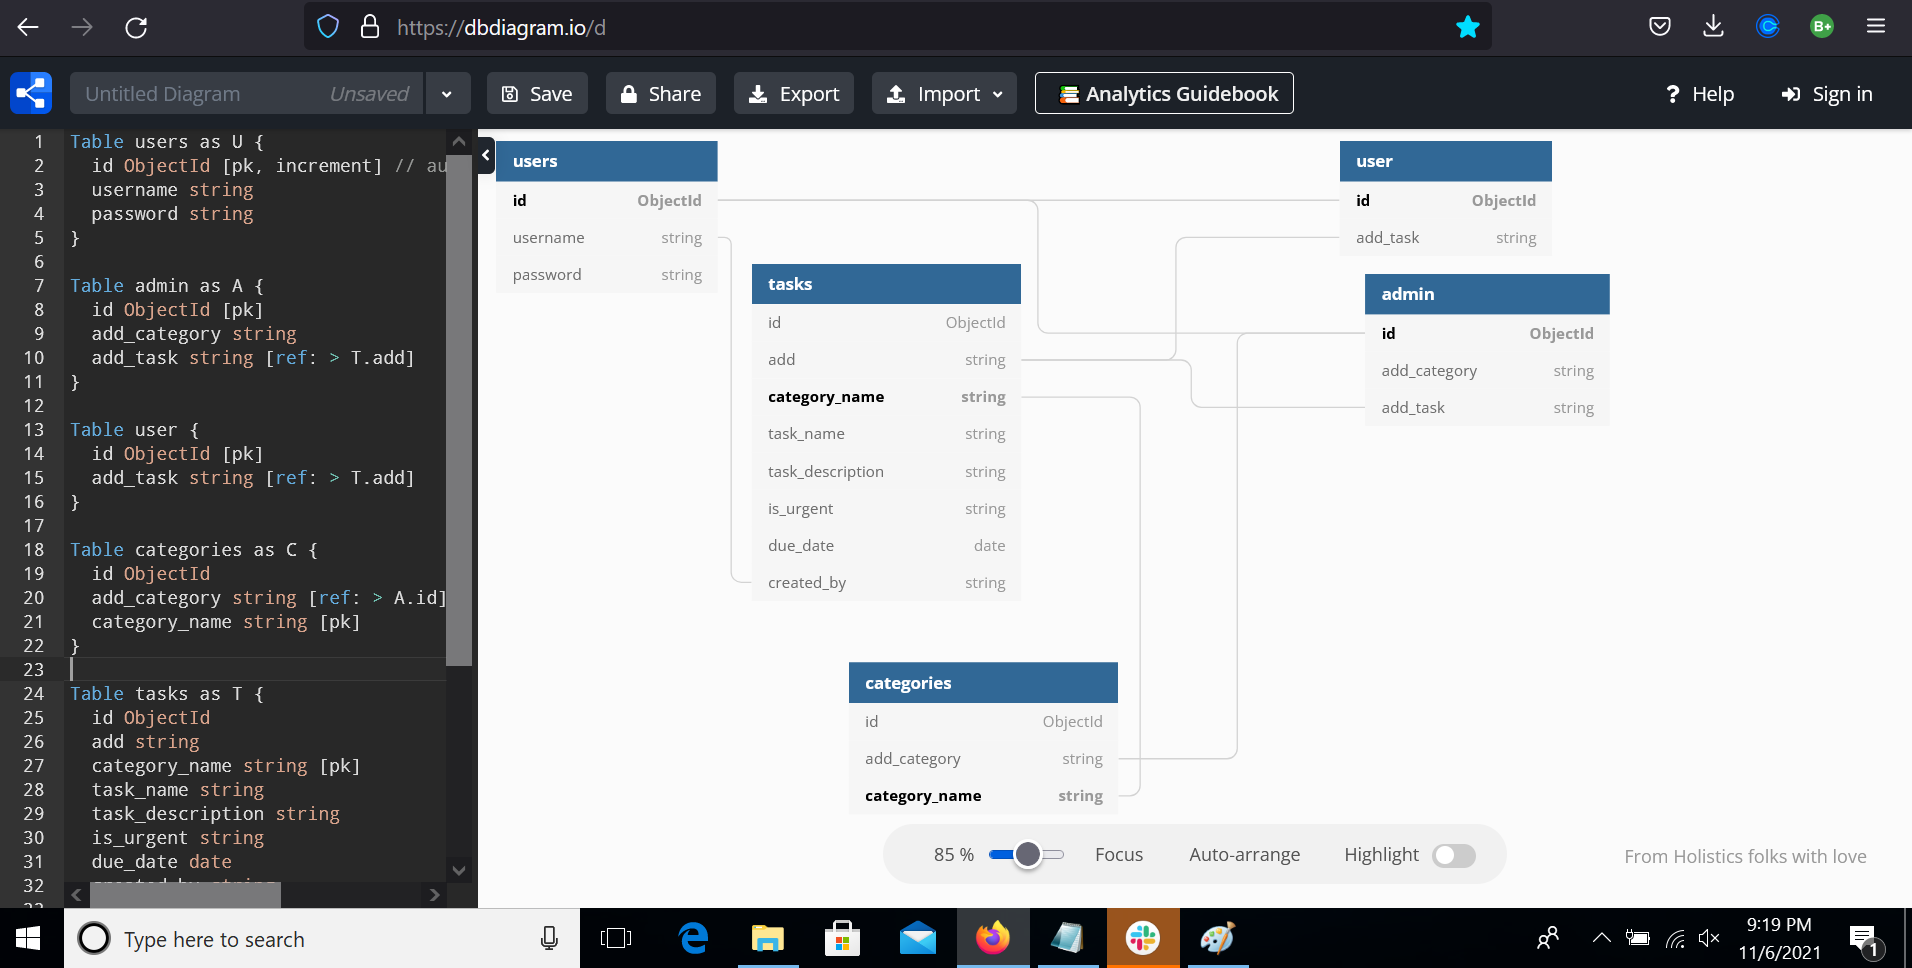 https://dbdiagram.io/d
Untitled Diagram Unsaved
Save
Share
Export
Import
Analytics Guidebook
Help
Sign in
1 Table users as U {
2 id ObjectId [pk, increment] // au
3 username string
4 password string
5 }
6
7 Table admin as A {
8 id ObjectId [pk]
9 add_category string
10 add_task string [ref: > T.add]
11 }
12
13 Table user {
14 id ObjectId [pk]
15 add_task string [ref: > T.add]
16 }
17
18 Table categories as C {
19 id ObjectId
20 add_category string [ref: > A.id]
21 category_name string [pk]
22 }
23
24 Table tasks as T {
25 id ObjectId
26 add string
27 category_name string [pk]
28 task_name string
29 task_description string
30 is_urgent string
31 due_date date
32
users
id ObjectId
username string
password string
tasks
id ObjectId
add string
category_name string
task_name string
task_description string
is_urgent string
due_date date
created_by string
user
id ObjectId
add_task string
admin
id ObjectId
add_category string
add_task string
categories
id ObjectId
add_category string
category_name string
85 %
Focus
Auto-arrange
Highlight
From Holistics folks with love
Type here to search
9:19 PM
11/6/2021
1
B+